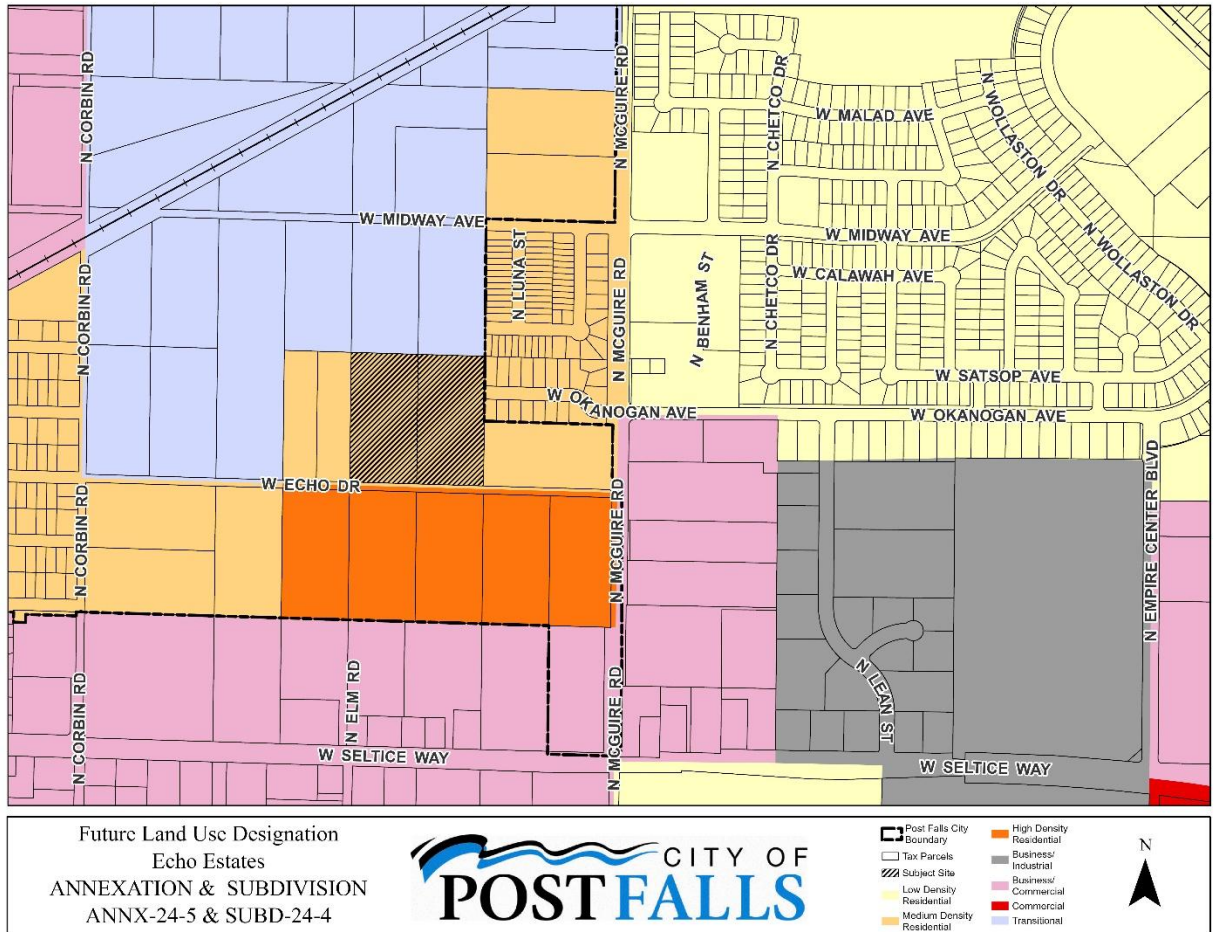 N CORBIN RD
N MCGUIRE RD
N CHETCO DR
W MALAD AVE
N WOLLASTON DR
W MIDWAY AVE
N LUNA ST
N CORBIN RD
N MCGUIRE RD
N BENHAM ST
N CHETCO DR
W MIDWAY AVE
W CALAWAH AVE
N WOLLASTON DR
W SATSOP AVE
W OKANOGAN AVE
W OKANOGAN AVE
W ECHO DR
N CORBIN RD
N MCGUIRE RD
N EMPIRE CENTER BLVD
N CORBIN RD
N ELM RD
N MCGUIRE RD
N LEAN ST
W SELTICE WAY
W SELTICE WAY
Future Land Use Designation
Echo Estates
ANNEXATION & SUBDIVISION
ANNX-24-5 & SUBD-24-4
CITY OF
POST FALLS
Post Falls City
Boundary
Tax Parcels
Subject Site
Low Density
Residential
Medium Density
Residential
High Density
Residential
Business/
Industrial
Business/
Commercial
Commercial
Transitional
N